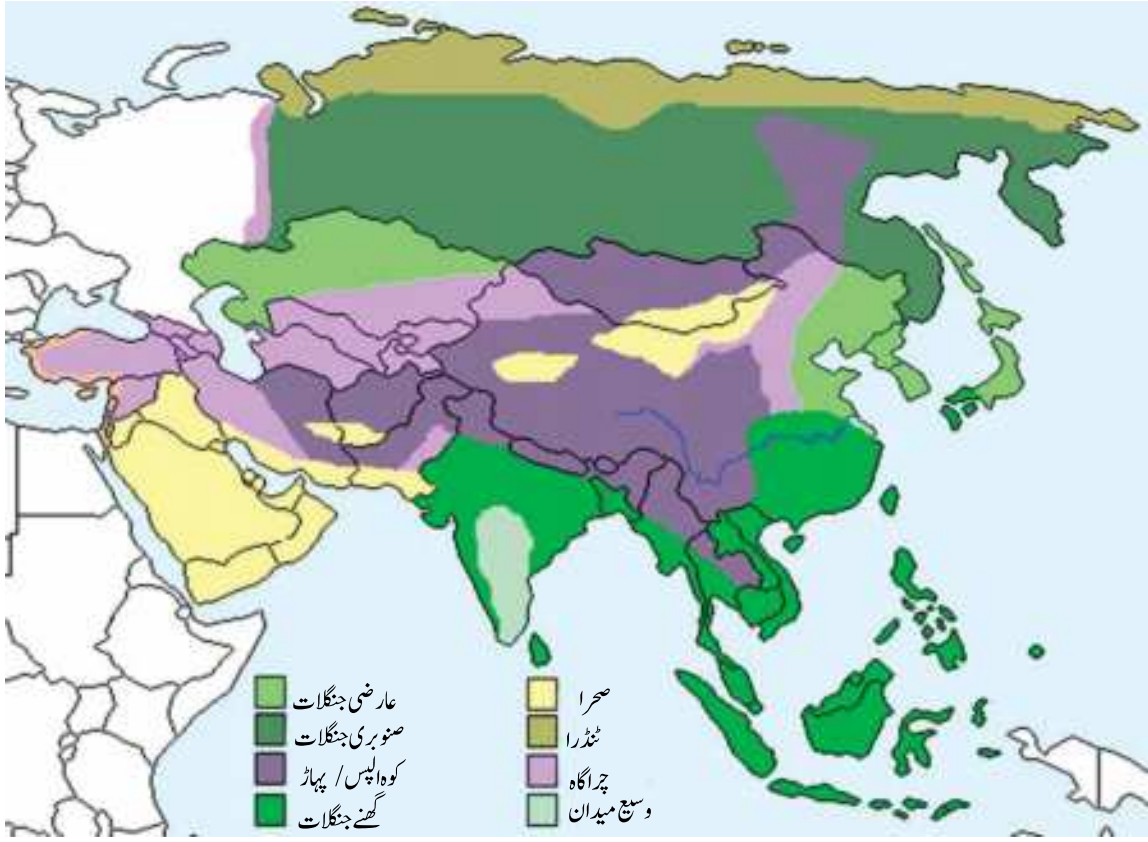 صحرا
ٹنڈرا
چراگاہ
وسیع میدان
عارضی جنگلات
صنوبری جنگلات
کوہ الپس / پہاڑ
گھنے جنگلات